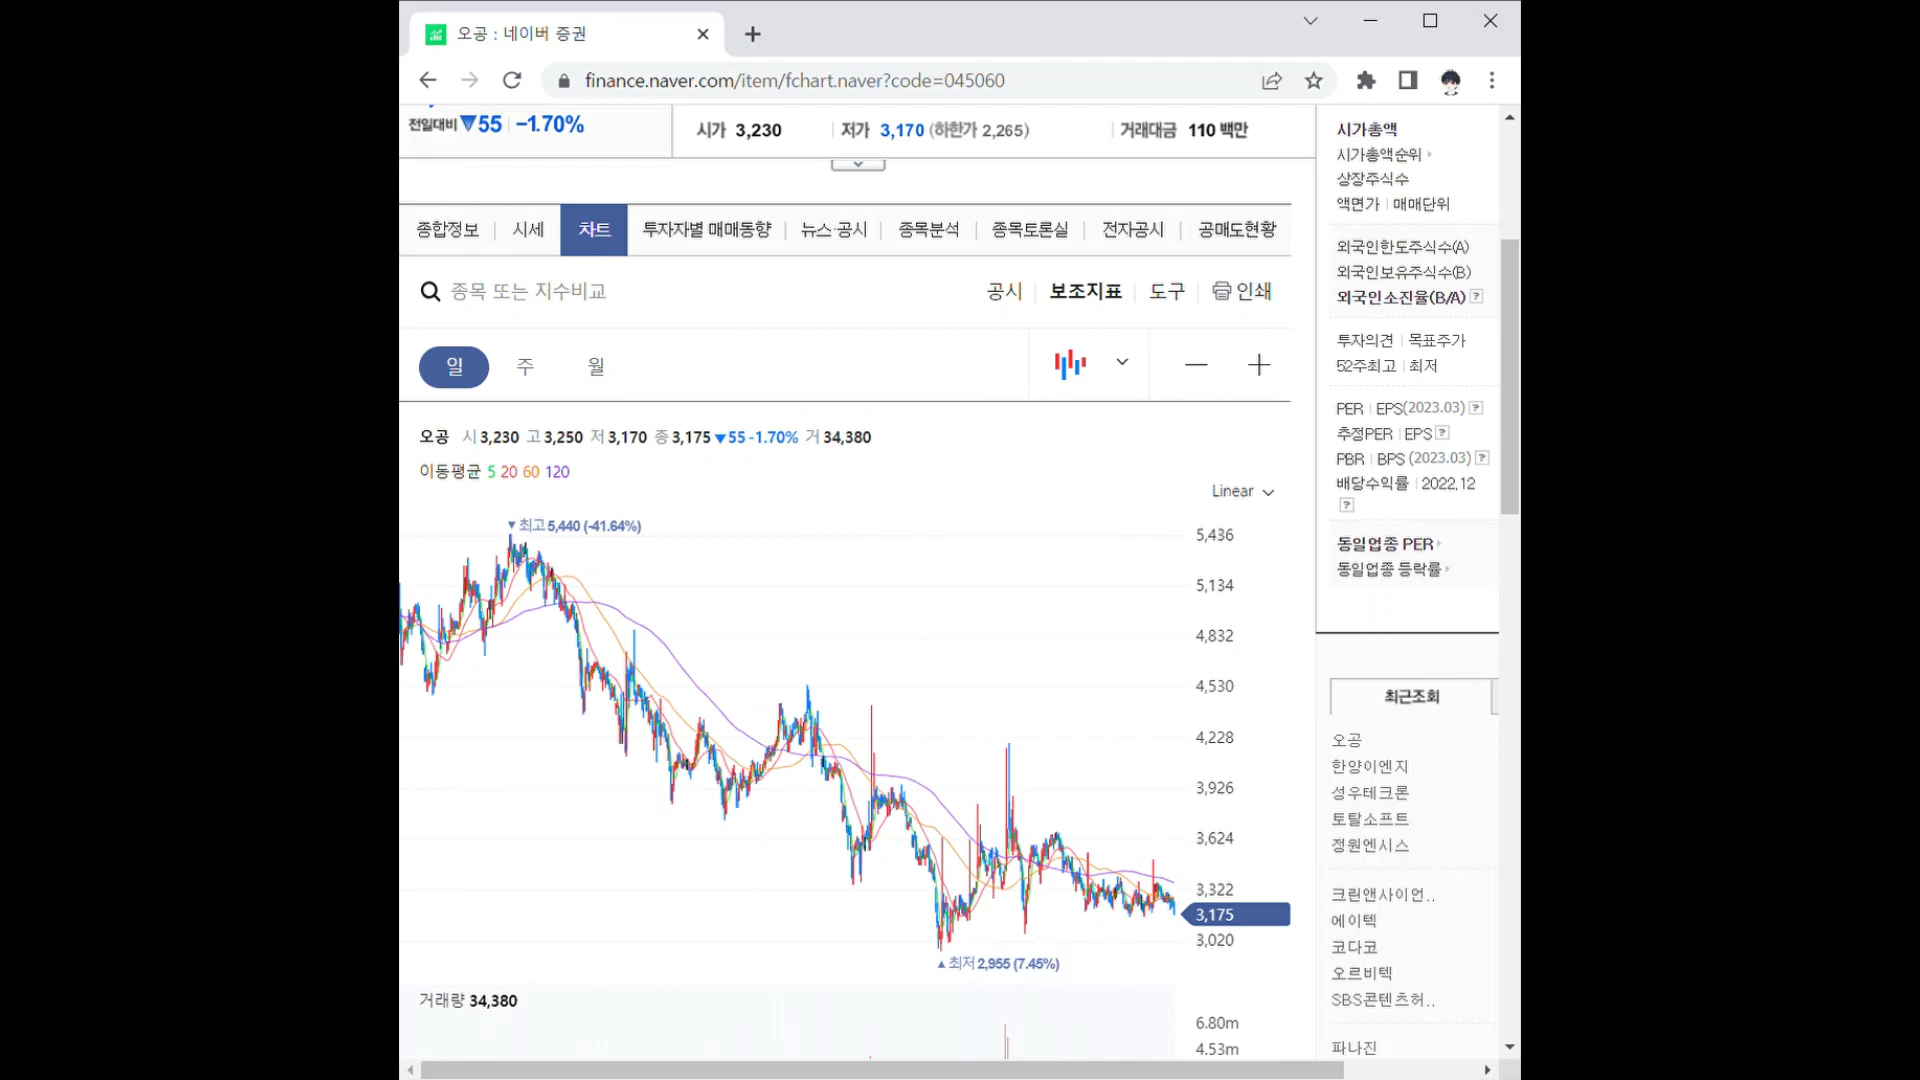 오공 : 네이버 증권
finance.naver.com/item/fchart.naver?code=045060
전일대비 ▼55 -1.70%
시가 3,230 저가 3,170 (하한가 2,265) 거래대금 110 백만
종합정보 시세 차트 투자자별 매매동향 뉴스·공시 종목분석 종목토론실 전자공시 공매도현황
종목 또는 지수비교 공시 보조지표 도구 인쇄
일 주 월
오공 시 3,230 고 3,250 저 3,170 종 3,175 ▼55 -1.70% 거 34,380
이동평균 5 20 60 120
Linear
▼최고 5,440 (-41.64%)
5,436
5,134
4,832
4,530
4,228
3,926
3,624
3,322
3,175
3,020
▲최저 2,955 (7.45%)
거래량 34,380
6.80m
4.53m
시가총액
시가총액순위
상장주식수
액면가 매매단위
외국인한도주식수(A)
외국인보유주식수(B)
외국인소진율(B/A) ?
투자의견 목표주가
52주최고 최저
PER EPS(2023.03) ?
추정PER EPS ?
PBR BPS (2023.03) ?
배당수익률 2022.12
?
동일업종 PER
동일업종 등락률
최근조회
오공
한양이엔지
성우테크론
토탈소프트
정원엔시스
크린앤사이언..
에이텍
코다코
오르비텍
SBS콘텐츠허..
파나진